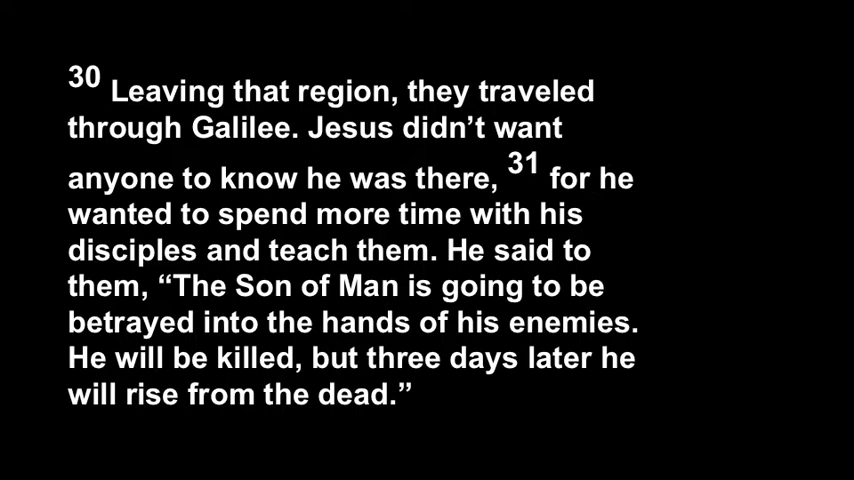 30 Leaving that region, they traveled
through Galilee. Jesus didn’t want
anyone to know he was there, 31 for he
wanted to spend more time with his
disciples and teach them. He said to
them, “The Son of Man is going to be
betrayed into the hands of his enemies.
He will be killed, but three days later he
will rise from the dead.”